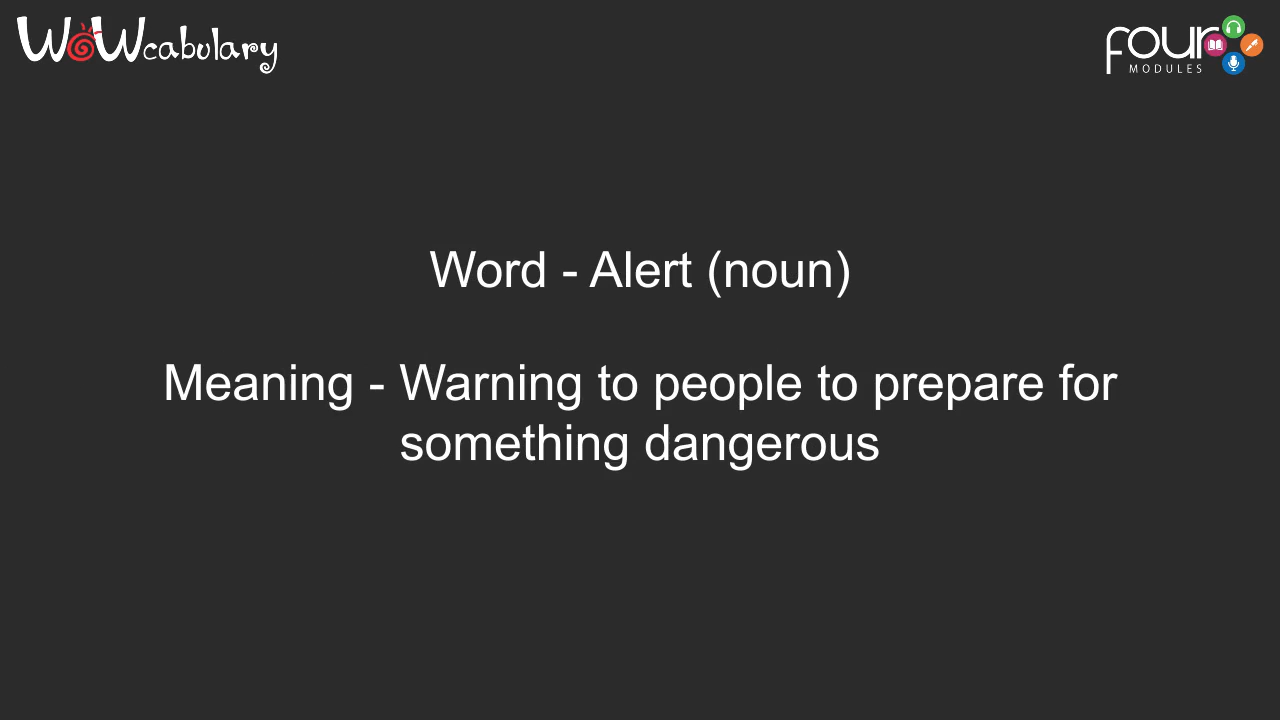 WoWcabulary
four
MODULES
Word - Alert (noun)
Meaning - Warning to people to prepare for
something dangerous